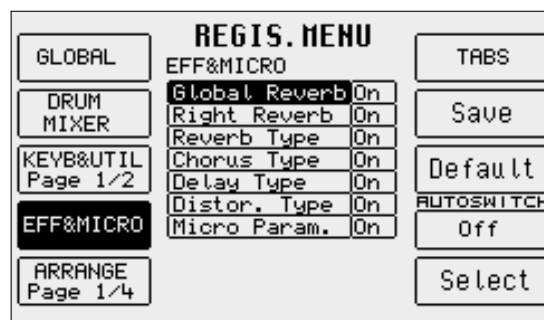 REGIS. MENU
EFF&MICRO
GLOBAL
DRUM
MIXER
KEYB&UTIL
Page 1/2
EFF&MICRO
ARRANGE
Page 1/4
Global Reverb On
Right Reverb On
Reverb Type On
Chorus Type On
Delay Type On
Distor. Type On
Micro Param. On
TABS
Save
Default
AUTOSWITCH
Off
Select